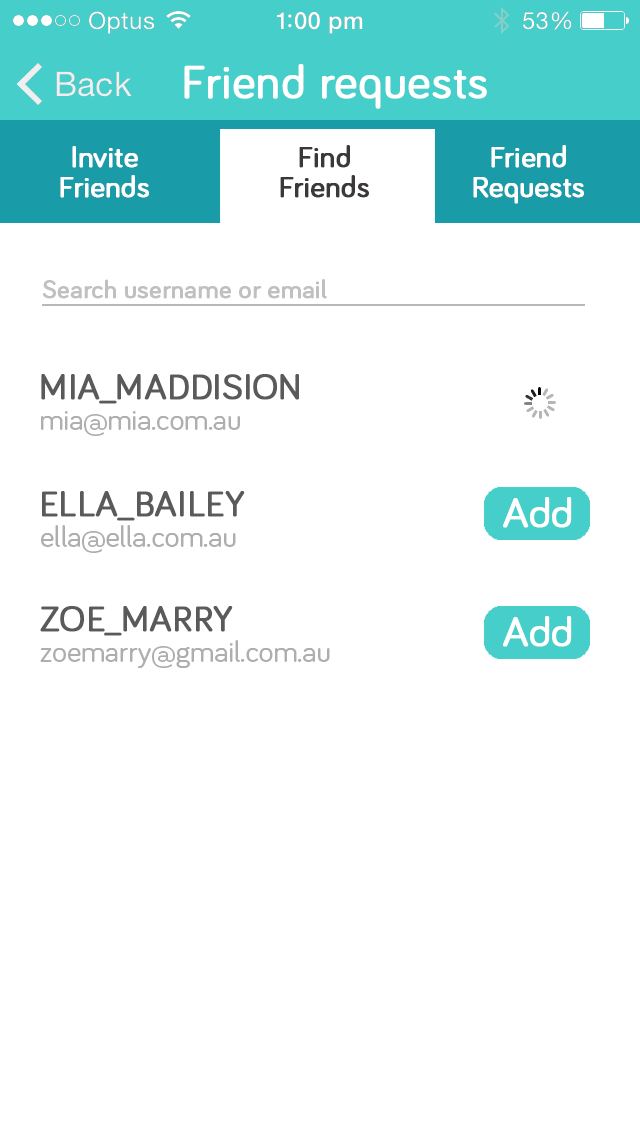 Optus 1:00 pm 53%
Back Friend requests
Invite Friends
Find Friends
Friend Requests
Search username or email
MIA_MADDISION
mia@mia.com.au
ELLA_BAILEY
ella@ella.com.au
Add
ZOE_MARRY
zoemarry@gmail.com.au
Add